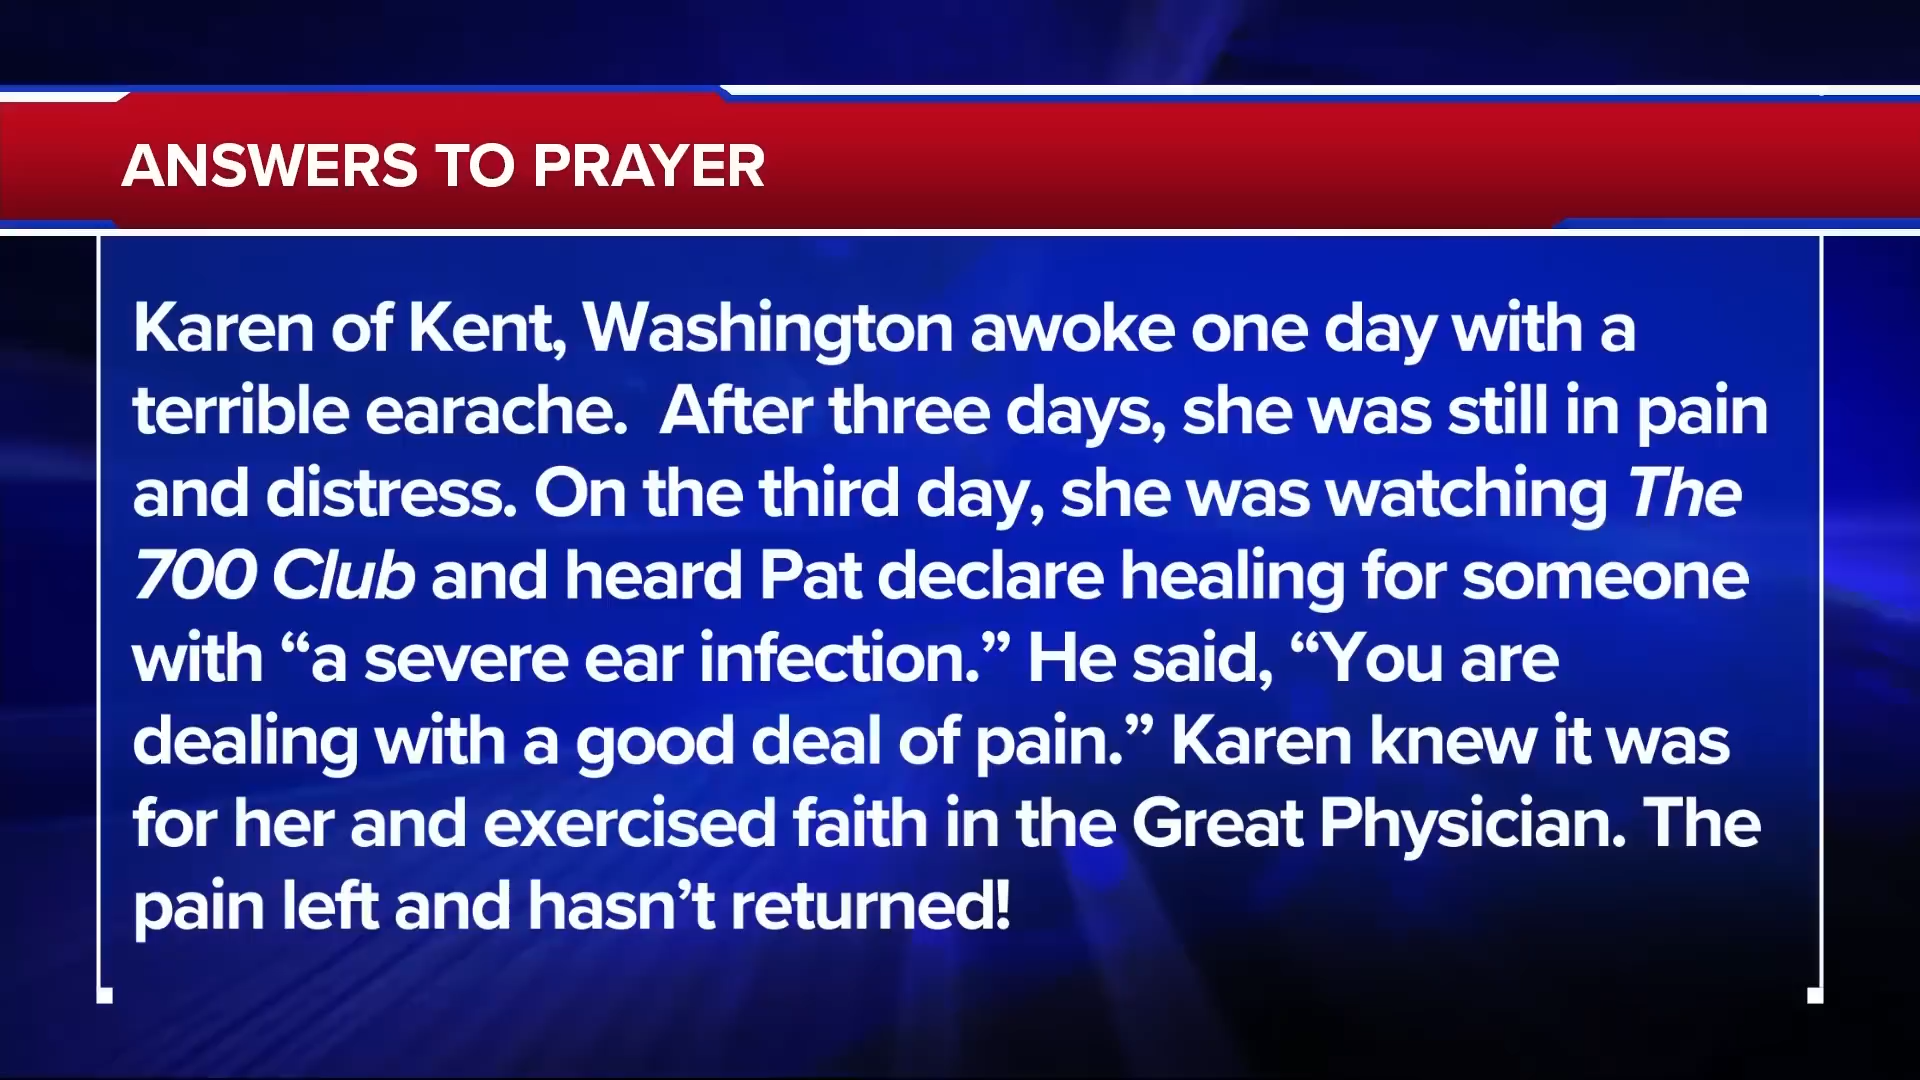 ANSWERS TO PRAYER
Karen of Kent, Washington awoke one day with a
terrible earache.  After three days, she was still in pain
and distress. On the third day, she was watching The
700 Club and heard Pat declare healing for someone
with “a severe ear infection.” He said, “You are
dealing with a good deal of pain.” Karen knew it was
for her and exercised faith in the Great Physician. The
pain left and hasn’t returned!